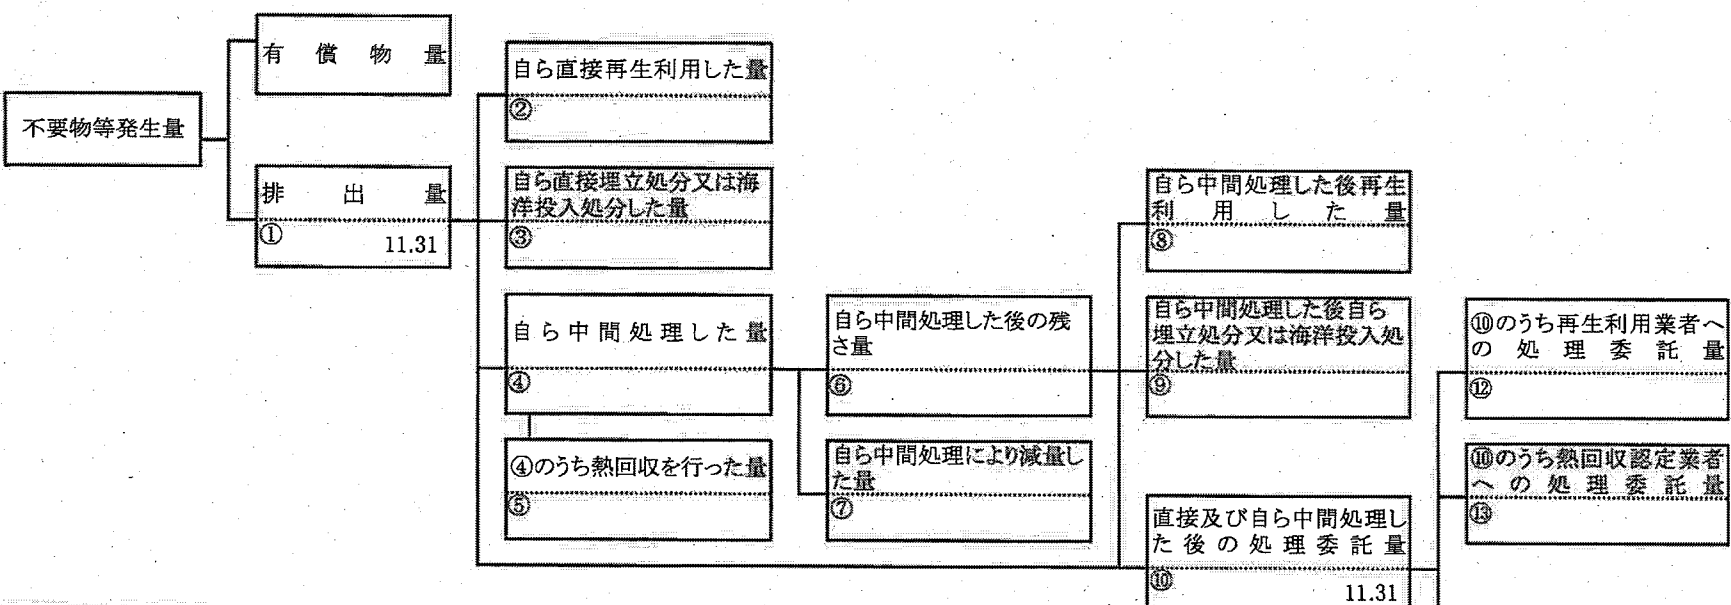 不要物等発生量
有償物量
排出量
①
11.31
自ら直接再生利用した量
②
自ら直接埋立処分又は海
洋投入処分した量
③
自ら中間処理した量
④
④のうち熱回収を行った量
⑤
自ら中間処理した後の残
さ量
⑥
自ら中間処理により減量し
た量
⑦
自ら中間処理した後再生
利用した量
⑧
自ら中間処理した後自ら
埋立処分又は海洋投入処
分した量
⑨
直接及び自ら中間処理し
た後の処理委託量
⑩
11.31
⑩のうち再生利用業者へ
の処理委託量
⑫
⑩のうち熱回収認定業者
への処理委託量
⑬